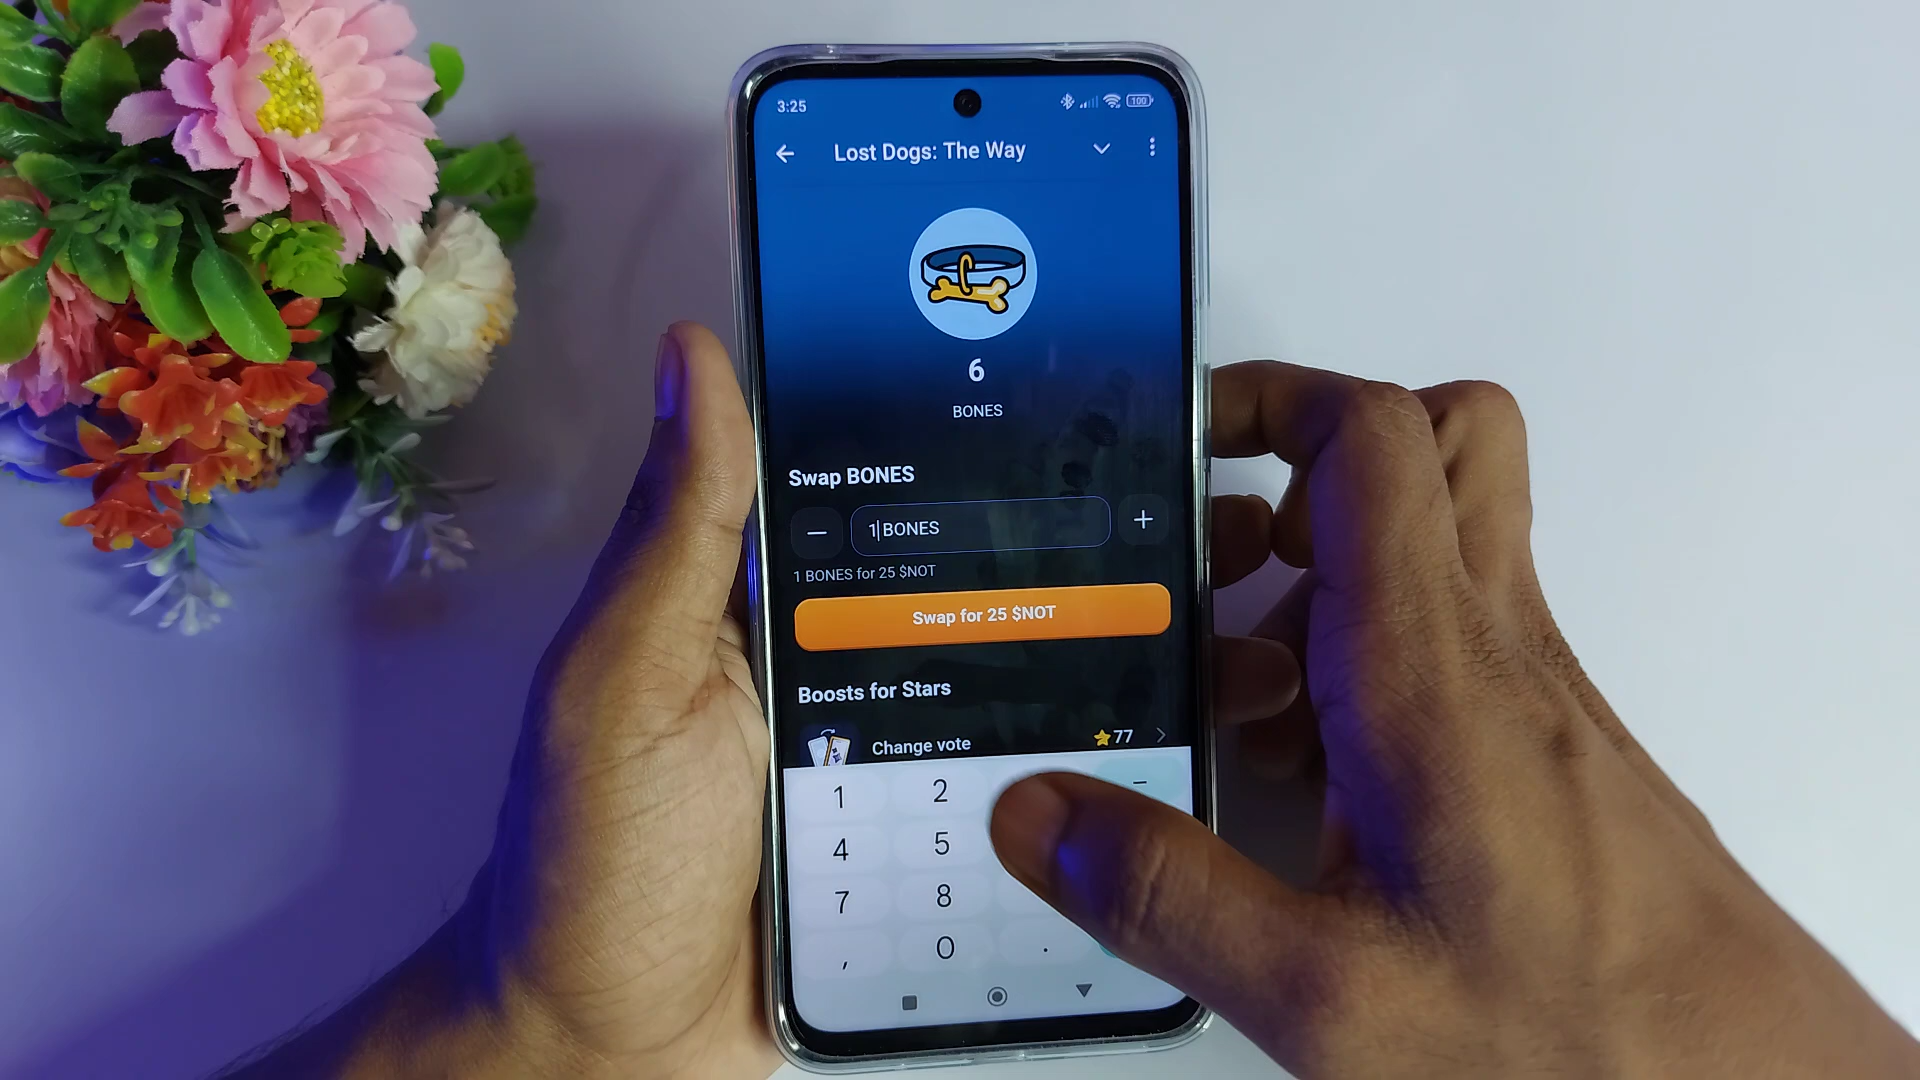 3:25
100
Lost Dogs: The Way
6
BONES
Swap BONES
1 BONES
1 BONES for 25 $NOT
Swap for 25 $NOT
Boosts for Stars
Change vote
77
1 2 −
4 5
7 8
, 0 .